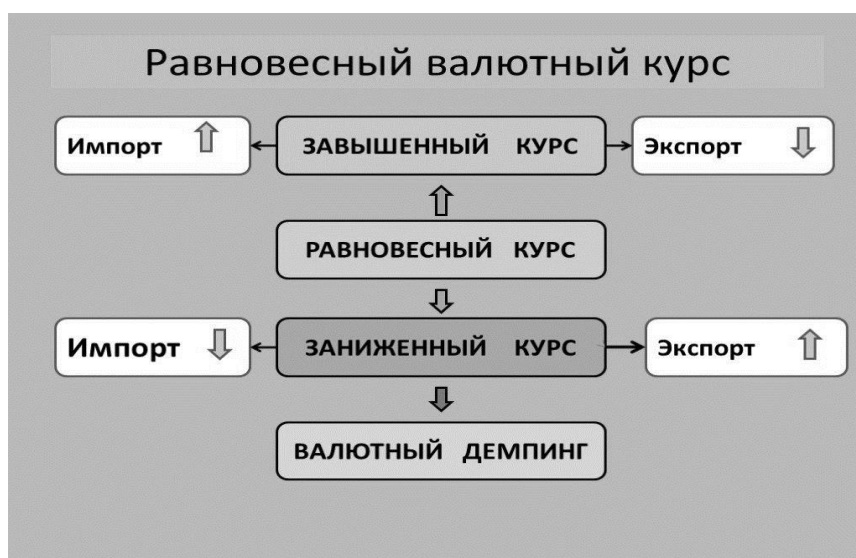 Равновесный валютный курс
Импорт ЗАВЫШЕННЫЙ КУРС Экспорт
РАВНОВЕСНЫЙ КУРС
Импорт ЗАНИЖЕННЫЙ КУРС Экспорт
ВАЛЮТНЫЙ ДЕМПИНГ